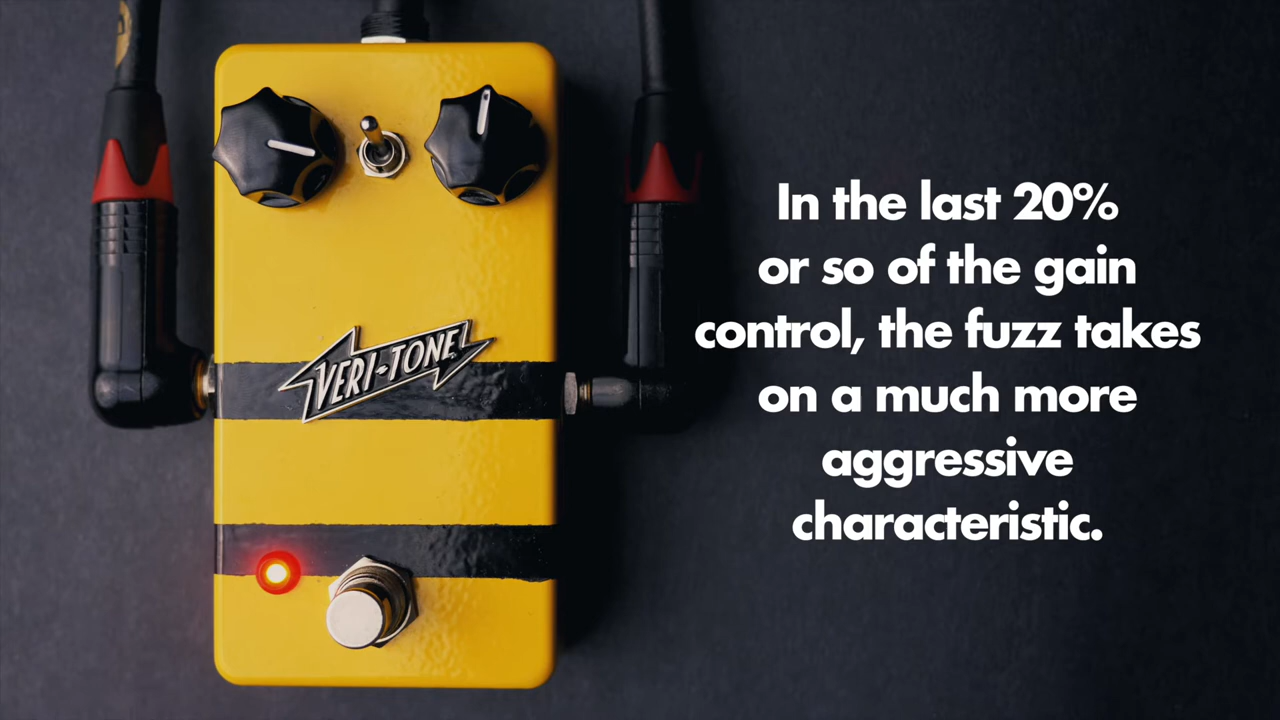 VERI-TONE
In the last 20%
or so of the gain
control, the fuzz takes
on a much more
aggressive
characteristic.